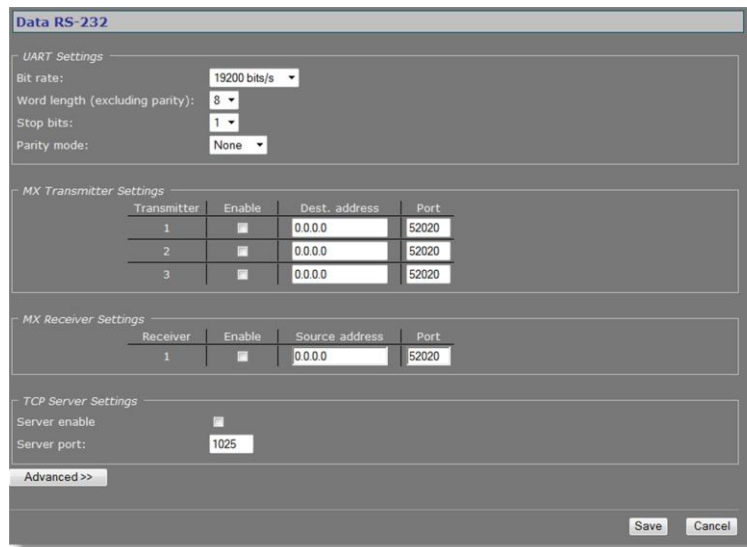 Data RS-232
UART Settings
Bit rate: 19200 bits/s
Word length (excluding parity): 8
Stop bits: 1
Parity mode: None
MX Transmitter Settings
Transmitter Enable Dest. address Port
1 0.0.0.0 52020
2 0.0.0.0 52020
3 0.0.0.0 52020
MX Receiver Settings
Receiver Enable Source address Port
1 0.0.0.0 52020
TCP Server Settings
Server enable
Server port: 1025
Advanced >>
Save Cancel